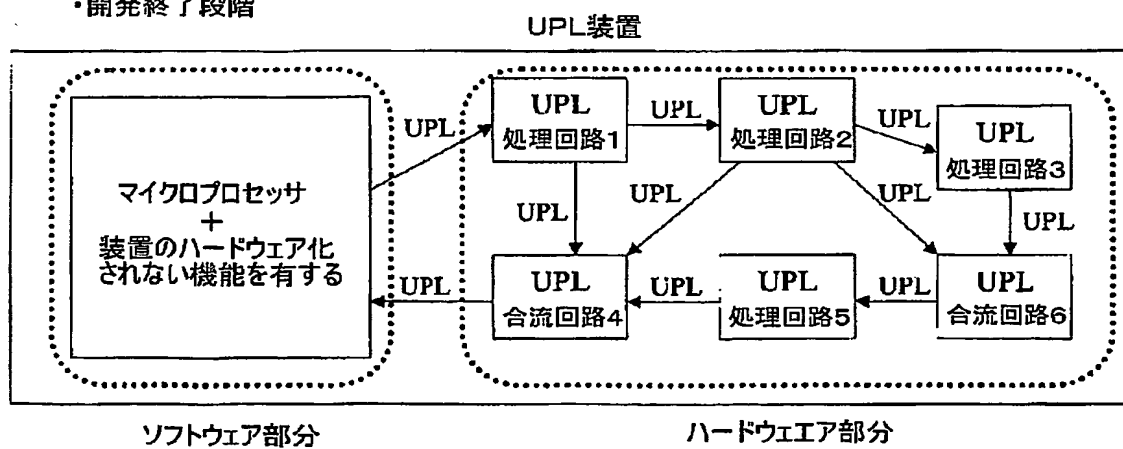 ・開発終了段階
UPL装置
UPL
処理回路1
UPL
UPL
処理回路2
UPL
UPL
処理回路3
UPL
マイクロプロセッサ
+
装置のハードウェア化
されない機能を有する
UPL
UPL
UPL
UPL
UPL
UPL
合流回路4
UPL
UPL
処理回路5
UPL
UPL
合流回路6
ソフトウェア部分
ハードウエエア部分